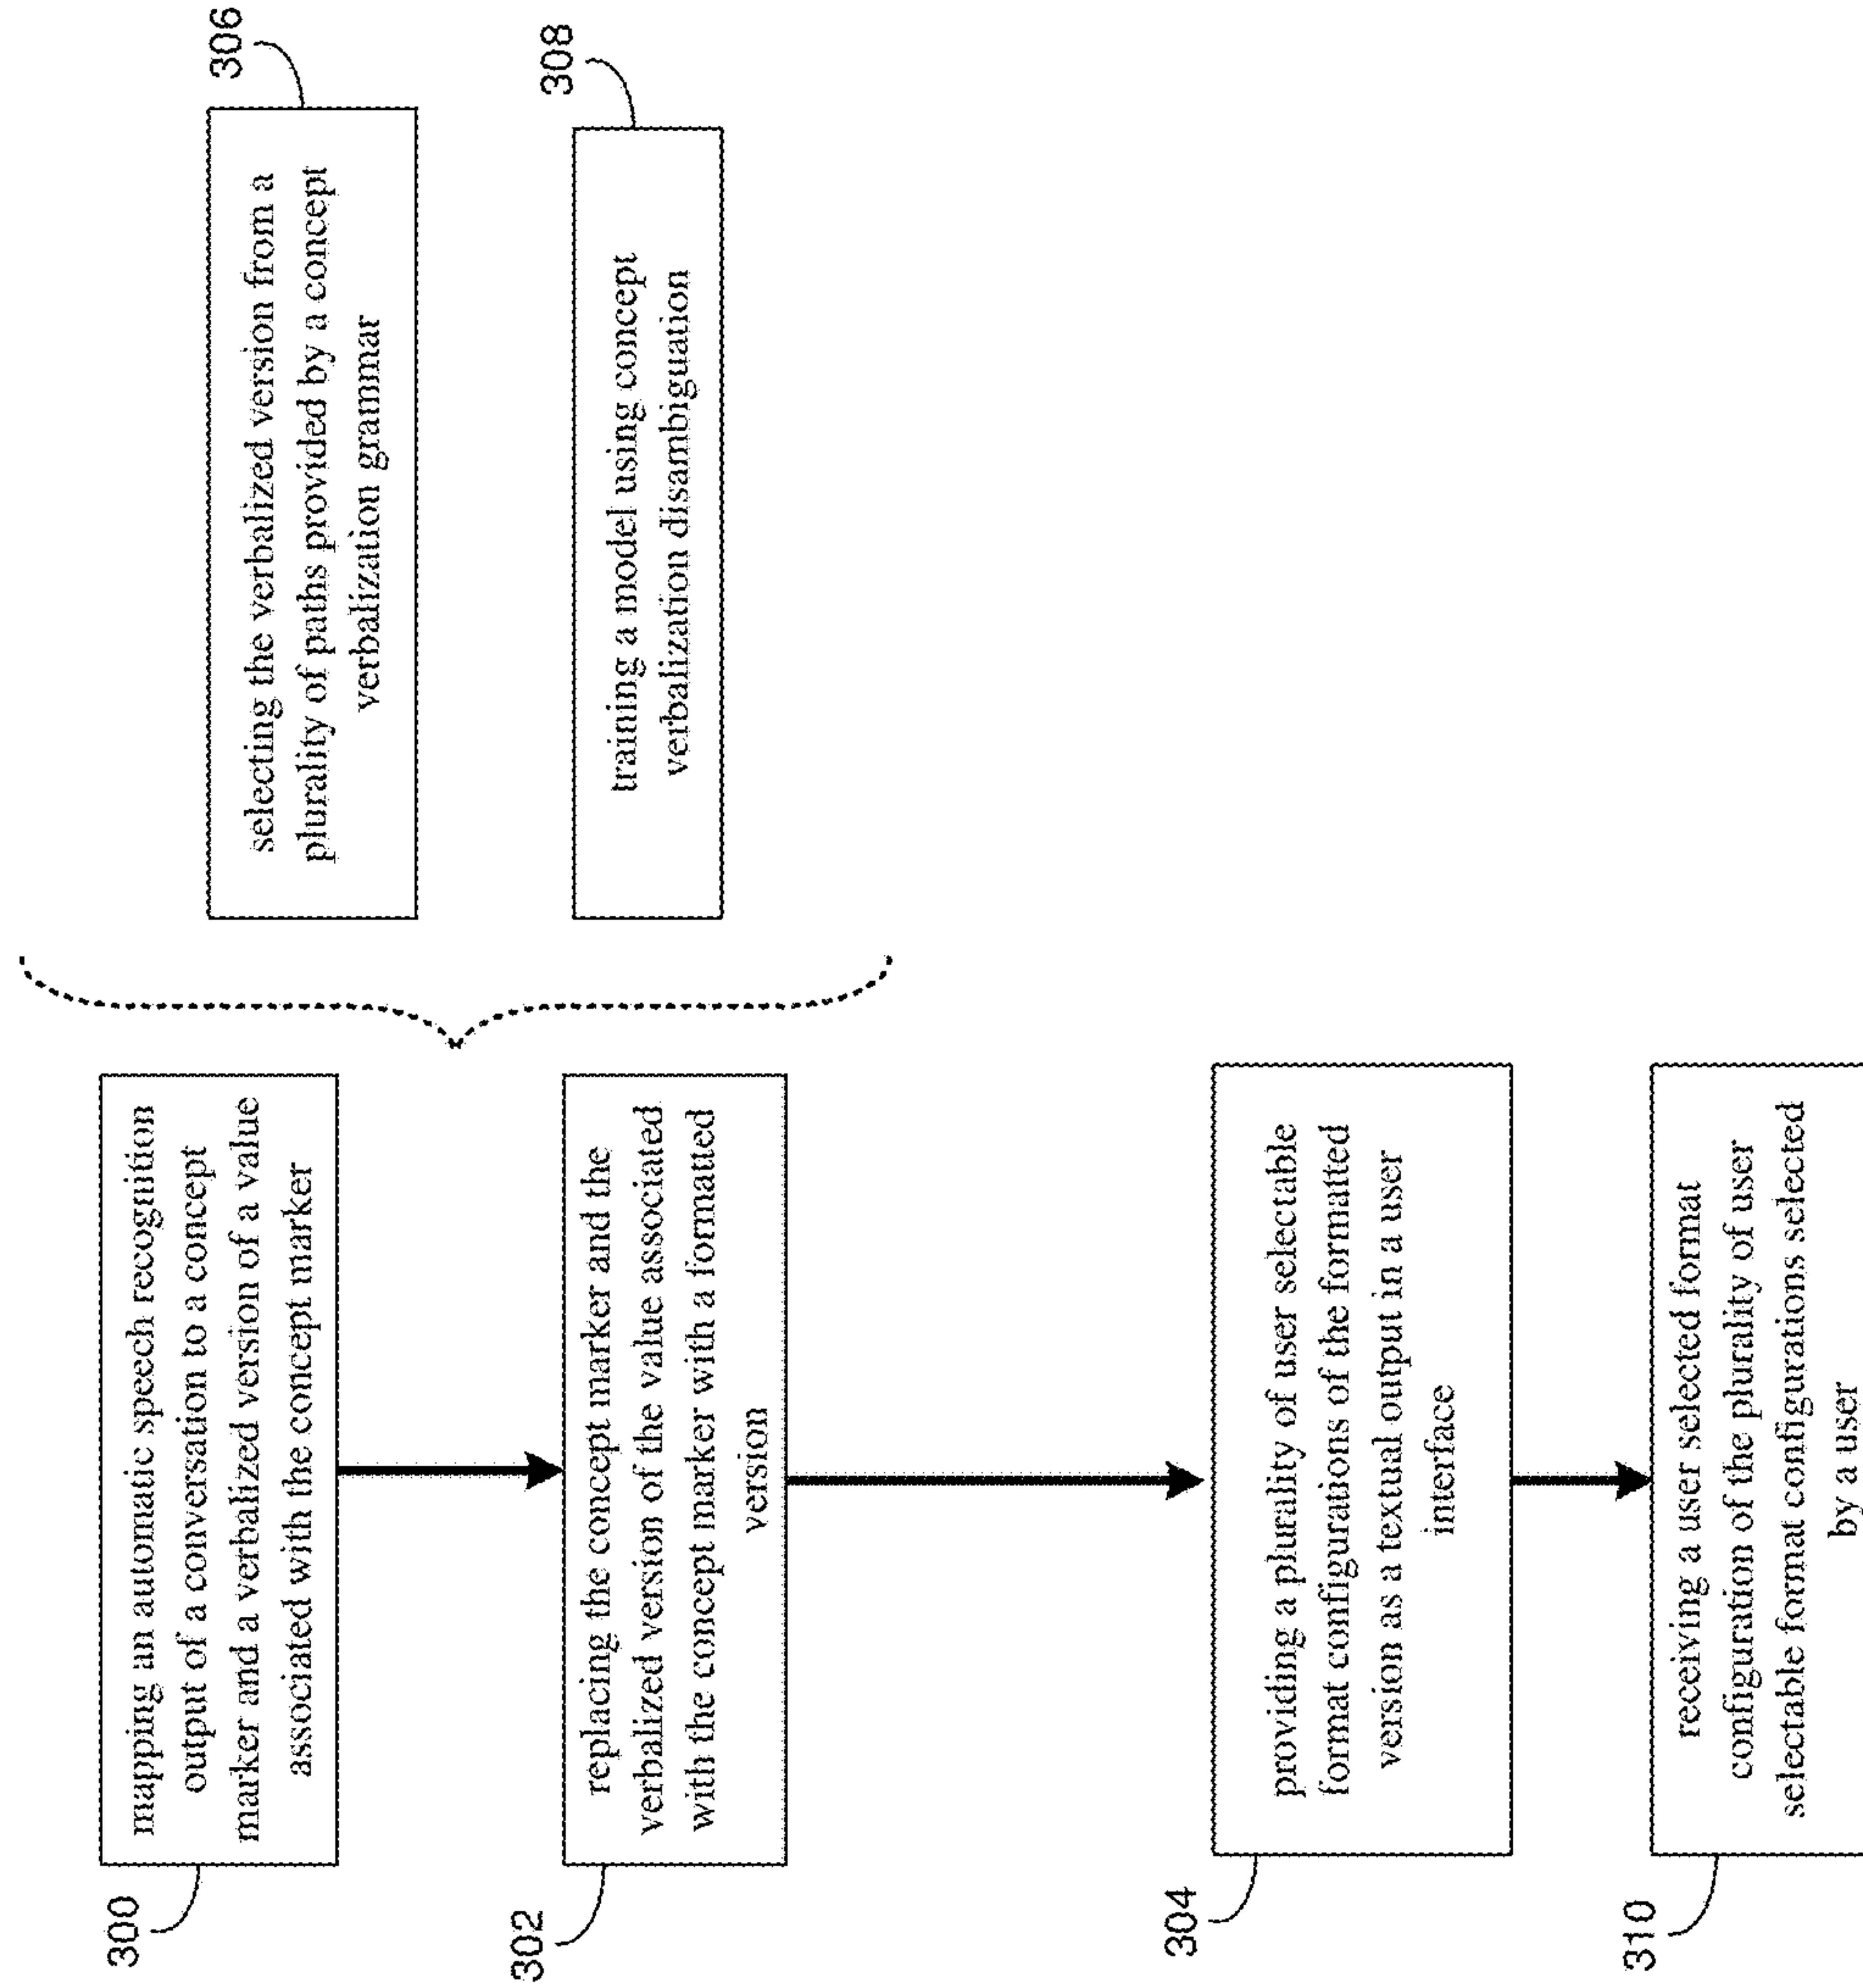 300
mapping an automatic speech recognition
output of a conversation to a concept
marker and a verbalized version of a value
associated with the concept marker
302
replacing the concept marker and the
verbalized version of the value associated
with the concept marker with a formatted
version
306
selecting the verbalized version from a
plurality of paths provided by a concept
verbalization grammar
308
training a model using concept
verbalization disambiguation
304
providing a plurality of user selectable
format configurations of the formatted
version as a textual output in a user
interface
310
receiving a user selected format
configuration of the plurality of user
selectable format configurations selected
by a user